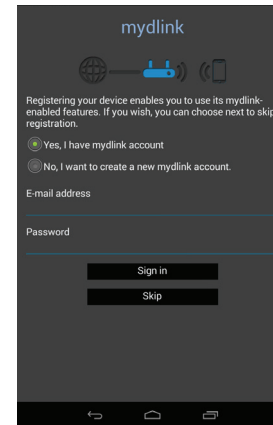 mydlink
Registering your device enables you to use its mydlink-
enabled features. If you wish, you can choose next to skip
registration.
Yes, I have mydlink account
No, I want to create a new mydlink account.
E-mail address
Password
Sign in
Skip